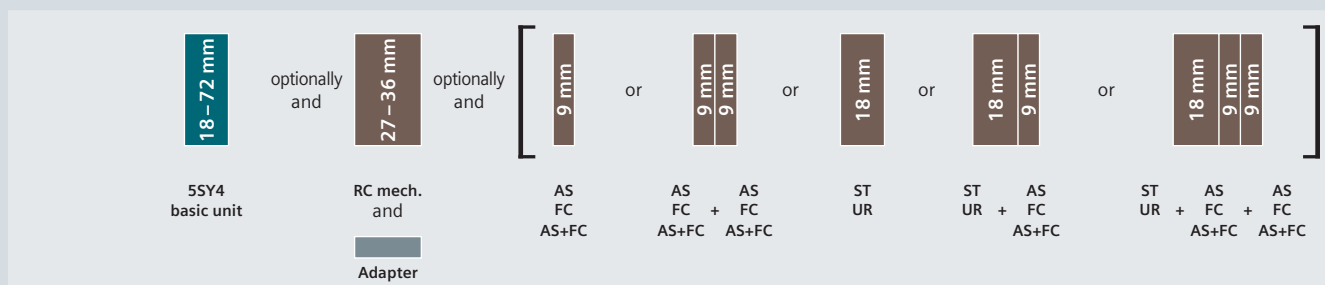 18–72 mm
optionally
and
27–36 mm
optionally
and
9 mm
or
9 mm
9 mm
or
18 mm
or
18 mm
9 mm
or
18 mm
9 mm
9 mm
5SY4
basic unit
RC mech.
and
Adapter
AS
FC
AS+FC
AS AS
FC + FC
AS+FC AS+FC
ST
UR
ST AS
UR + FC
AS+FC
ST AS AS
UR + FC + FC
AS+FC AS+FC